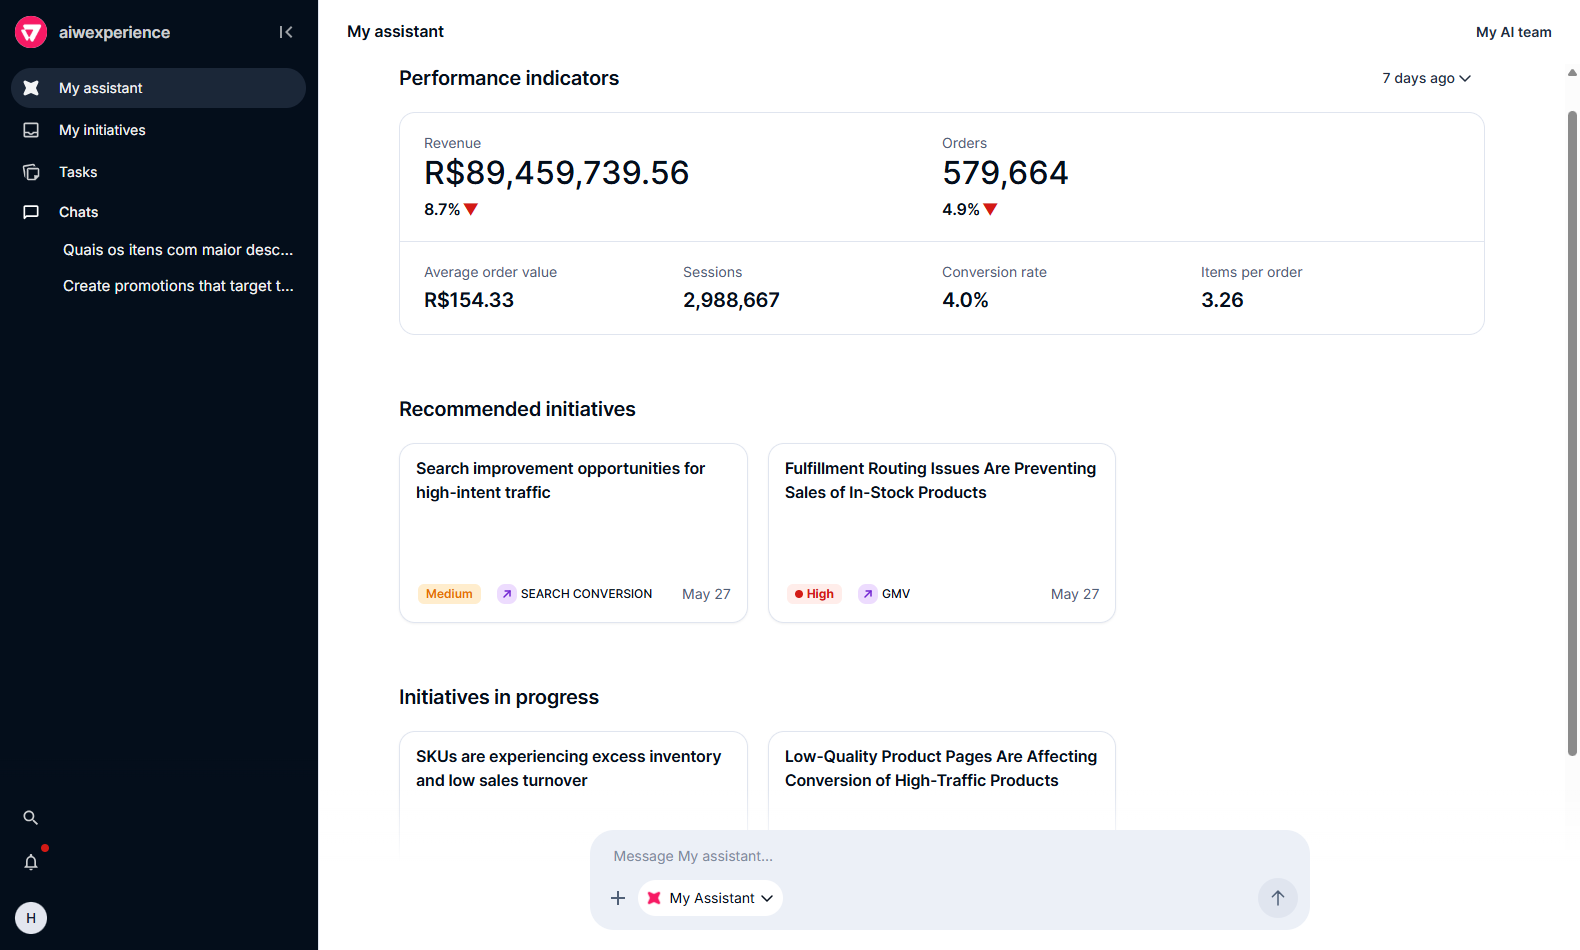 aiwexperience
My assistant
My initiatives
Tasks
Chats
Quais os itens com maior desc...
Create promotions that target t...
H
My assistant
My AI team
Performance indicators
7 days ago
Revenue
R$89,459,739.56
8.7%
Orders
579,664
4.9%
Average order value
R$154.33
Sessions
2,988,667
Conversion rate
4.0%
Items per order
3.26
Recommended initiatives
Search improvement opportunities for
high-intent traffic
Medium
SEARCH CONVERSION
May 27
Fulfillment Routing Issues Are Preventing
Sales of In-Stock Products
High
GMV
May 27
Initiatives in progress
SKUs are experiencing excess inventory
and low sales turnover
Low-Quality Product Pages Are Affecting
Conversion of High-Traffic Products
Message My assistant...
My Assistant